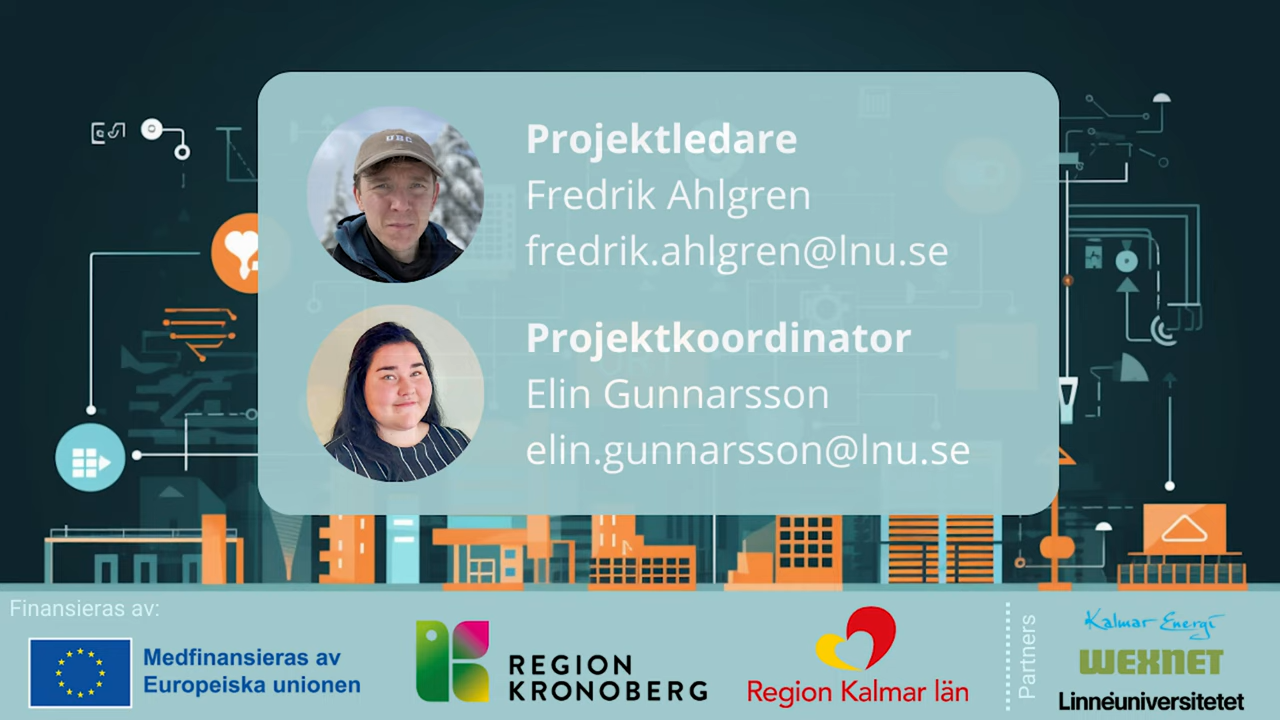 UBC
Projektledare
Fredrik Ahlgren
fredrik.ahlgren@lnu.se
Projektkoordinator
Elin Gunnarsson
elin.gunnarsson@lnu.se
Finansieras av:
Medfinansieras av
Europeiska unionen
REGION
KRONOBERG
Region Kalmar län
Partners
Kalmar Energi
WEXNET
Linnéuniversitetet